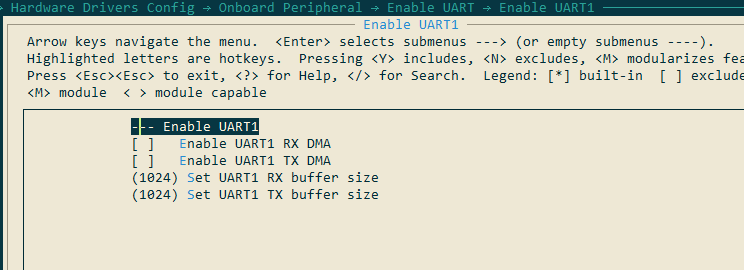 → Hardware Drivers Config → Onboard Peripheral → Enable UART → Enable UART1
Enable UART1
Arrow keys navigate the menu.  <Enter> selects submenus ---> (or empty submenus ----).
Highlighted letters are hotkeys.  Pressing <Y> includes, <N> excludes, <M> modularizes fea
Press <Esc><Esc> to exit, <?> for Help, </> for Search.  Legend: [*] built-in  [ ] exclude
<M> module  < > module capable
--- Enable UART1
[ ]   Enable UART1 RX DMA
[ ]   Enable UART1 TX DMA
(1024) Set UART1 RX buffer size
(1024) Set UART1 TX buffer size